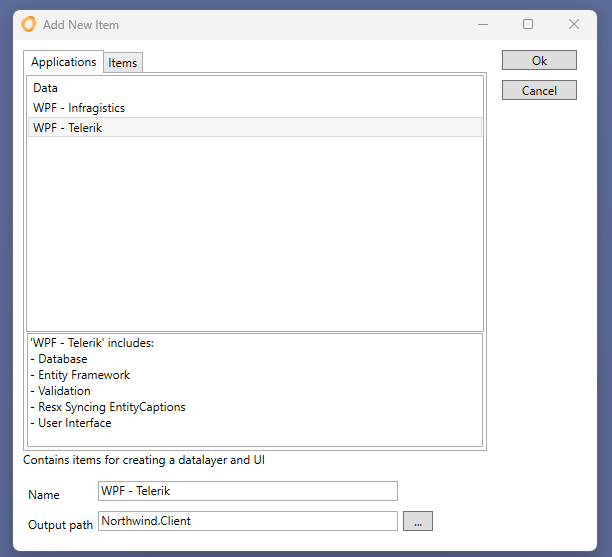 Add New Item
Applications
Items
Ok
Cancel
Data
WPF - Infragistics
WPF - Telerik
'WPF - Telerik' includes:
- Database
- Entity Framework
- Validation
- Resx Syncing EntityCaptions
- User Interface
Contains items for creating a datalayer and UI
Name
WPF - Telerik
Output path
Northwind.Client
...